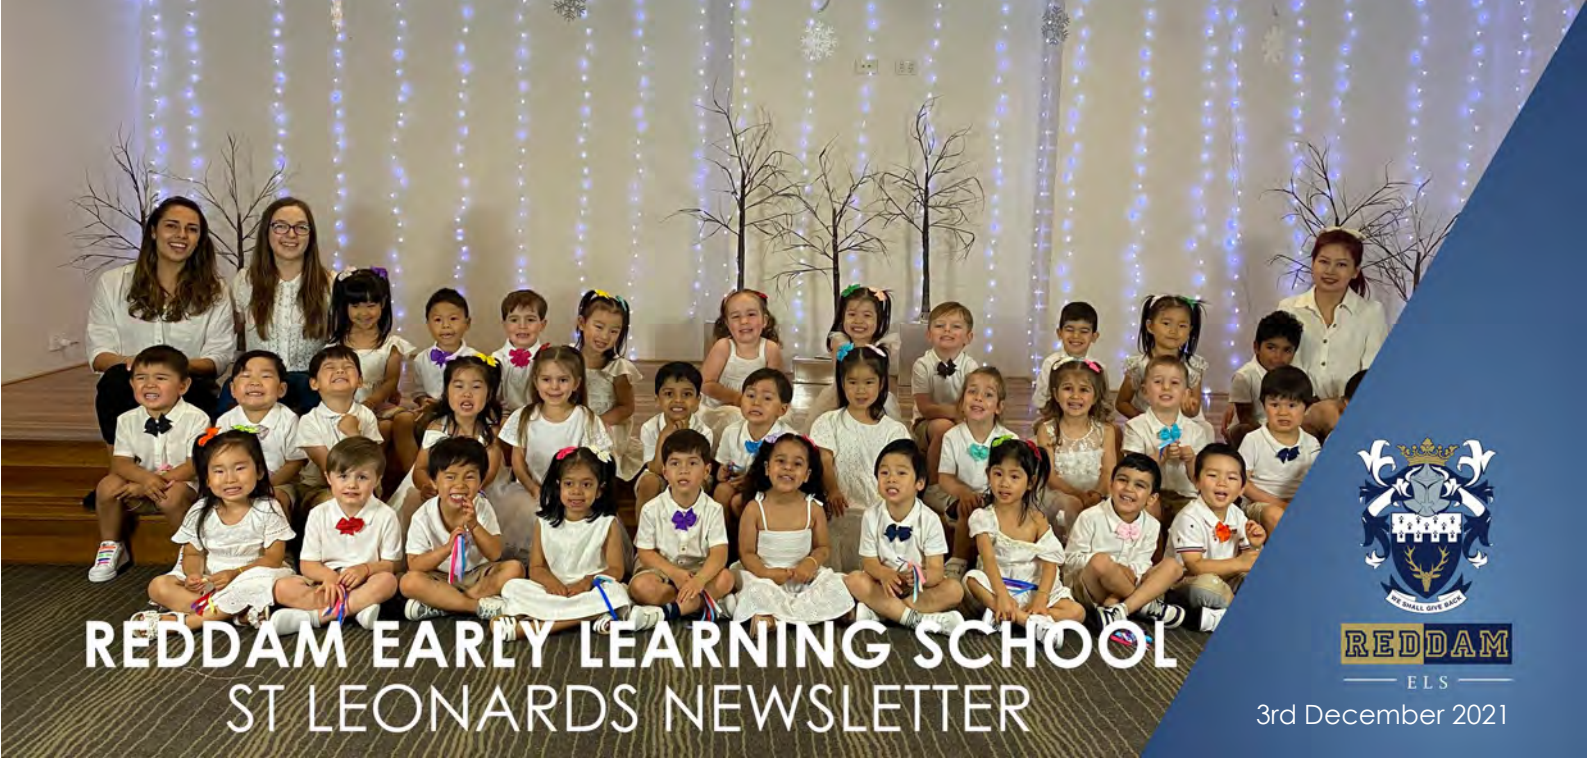 REDDAM EARLY LEARNING SCHOOL
ST LEONARDS NEWSLETTER
WE SHALL GIVE BACK
REDDAM
ELS
3rd December 2021